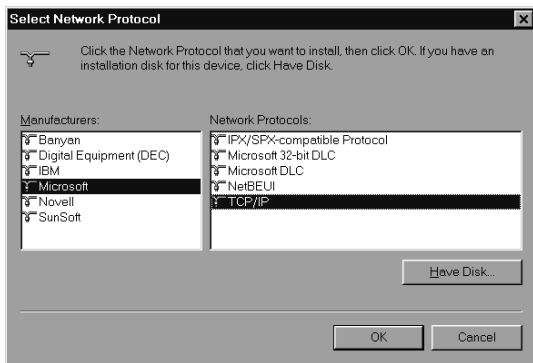 Select Network Protocol
Click the Network Protocol that you want to install, then click OK. If you have an
installation disk for this device, click Have Disk.
Manufacturers:
Banyan
Digital Equipment (DEC)
IBM
Microsoft
Novell
SunSoft
Network Protocols:
IPX/SPX-compatible Protocol
Microsoft 32-bit DLC
Microsoft DLC
NetBEUI
TCP/IP
Have Disk...
OK
Cancel